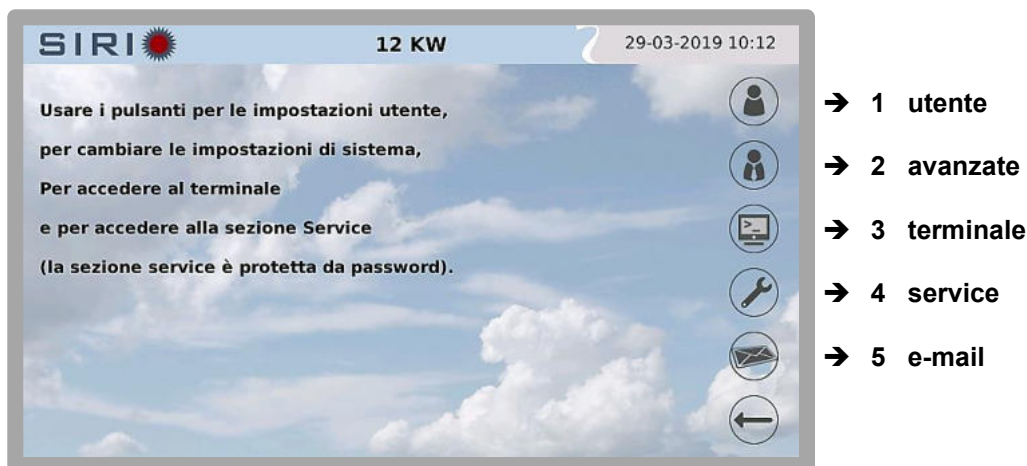 SIRIO
12 KW
29-03-2019 10:12
Usare i pulsanti per le impostazioni utente,
per cambiare le impostazioni di sistema,
Per accedere al terminale
e per accedere alla sezione Service
(la sezione service è protetta da password).
>_
➔ 1 utente
➔ 2 avanzate
➔ 3 terminale
➔ 4 service
➔ 5 e-mail